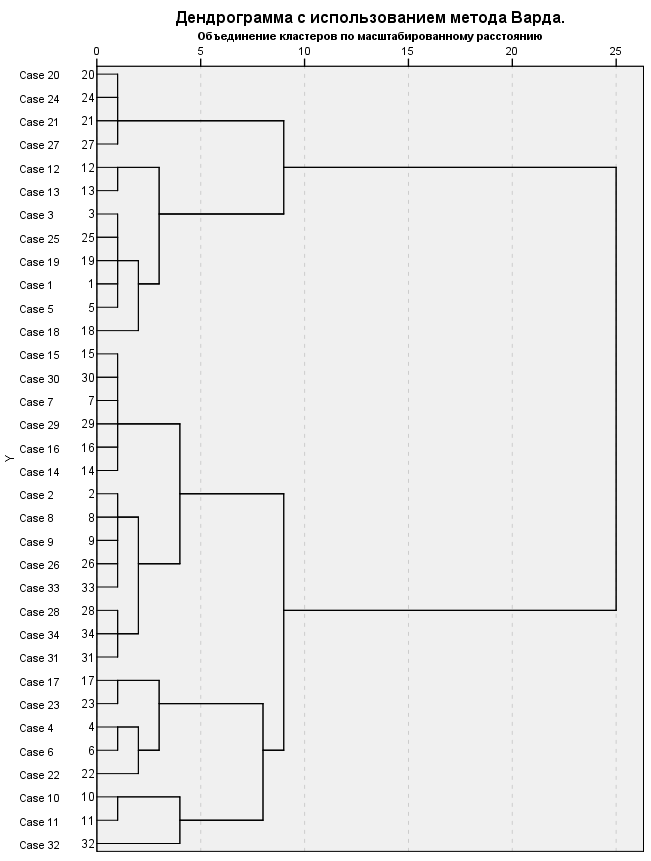 Дендрограмма с использованием метода Варда.
Объединение кластеров по масштабированному расстоянию
0 5 10 15 20 25
Case 20 20
Case 24 24
Case 21 21
Case 27 27
Case 12 12
Case 13 13
Case 3 3
Case 25 25
Case 19 19
Case 1 1
Case 5 5
Case 18 18
Case 15 15
Case 30 30
Case 7 7
Case 29 29
Case 16 16
Case 14 14
Y
Case 2 2
Case 8 8
Case 9 9
Case 26 26
Case 33 33
Case 28 28
Case 34 34
Case 31 31
Case 17 17
Case 23 23
Case 4 4
Case 6 6
Case 22 22
Case 10 10
Case 11 11
Case 32 32